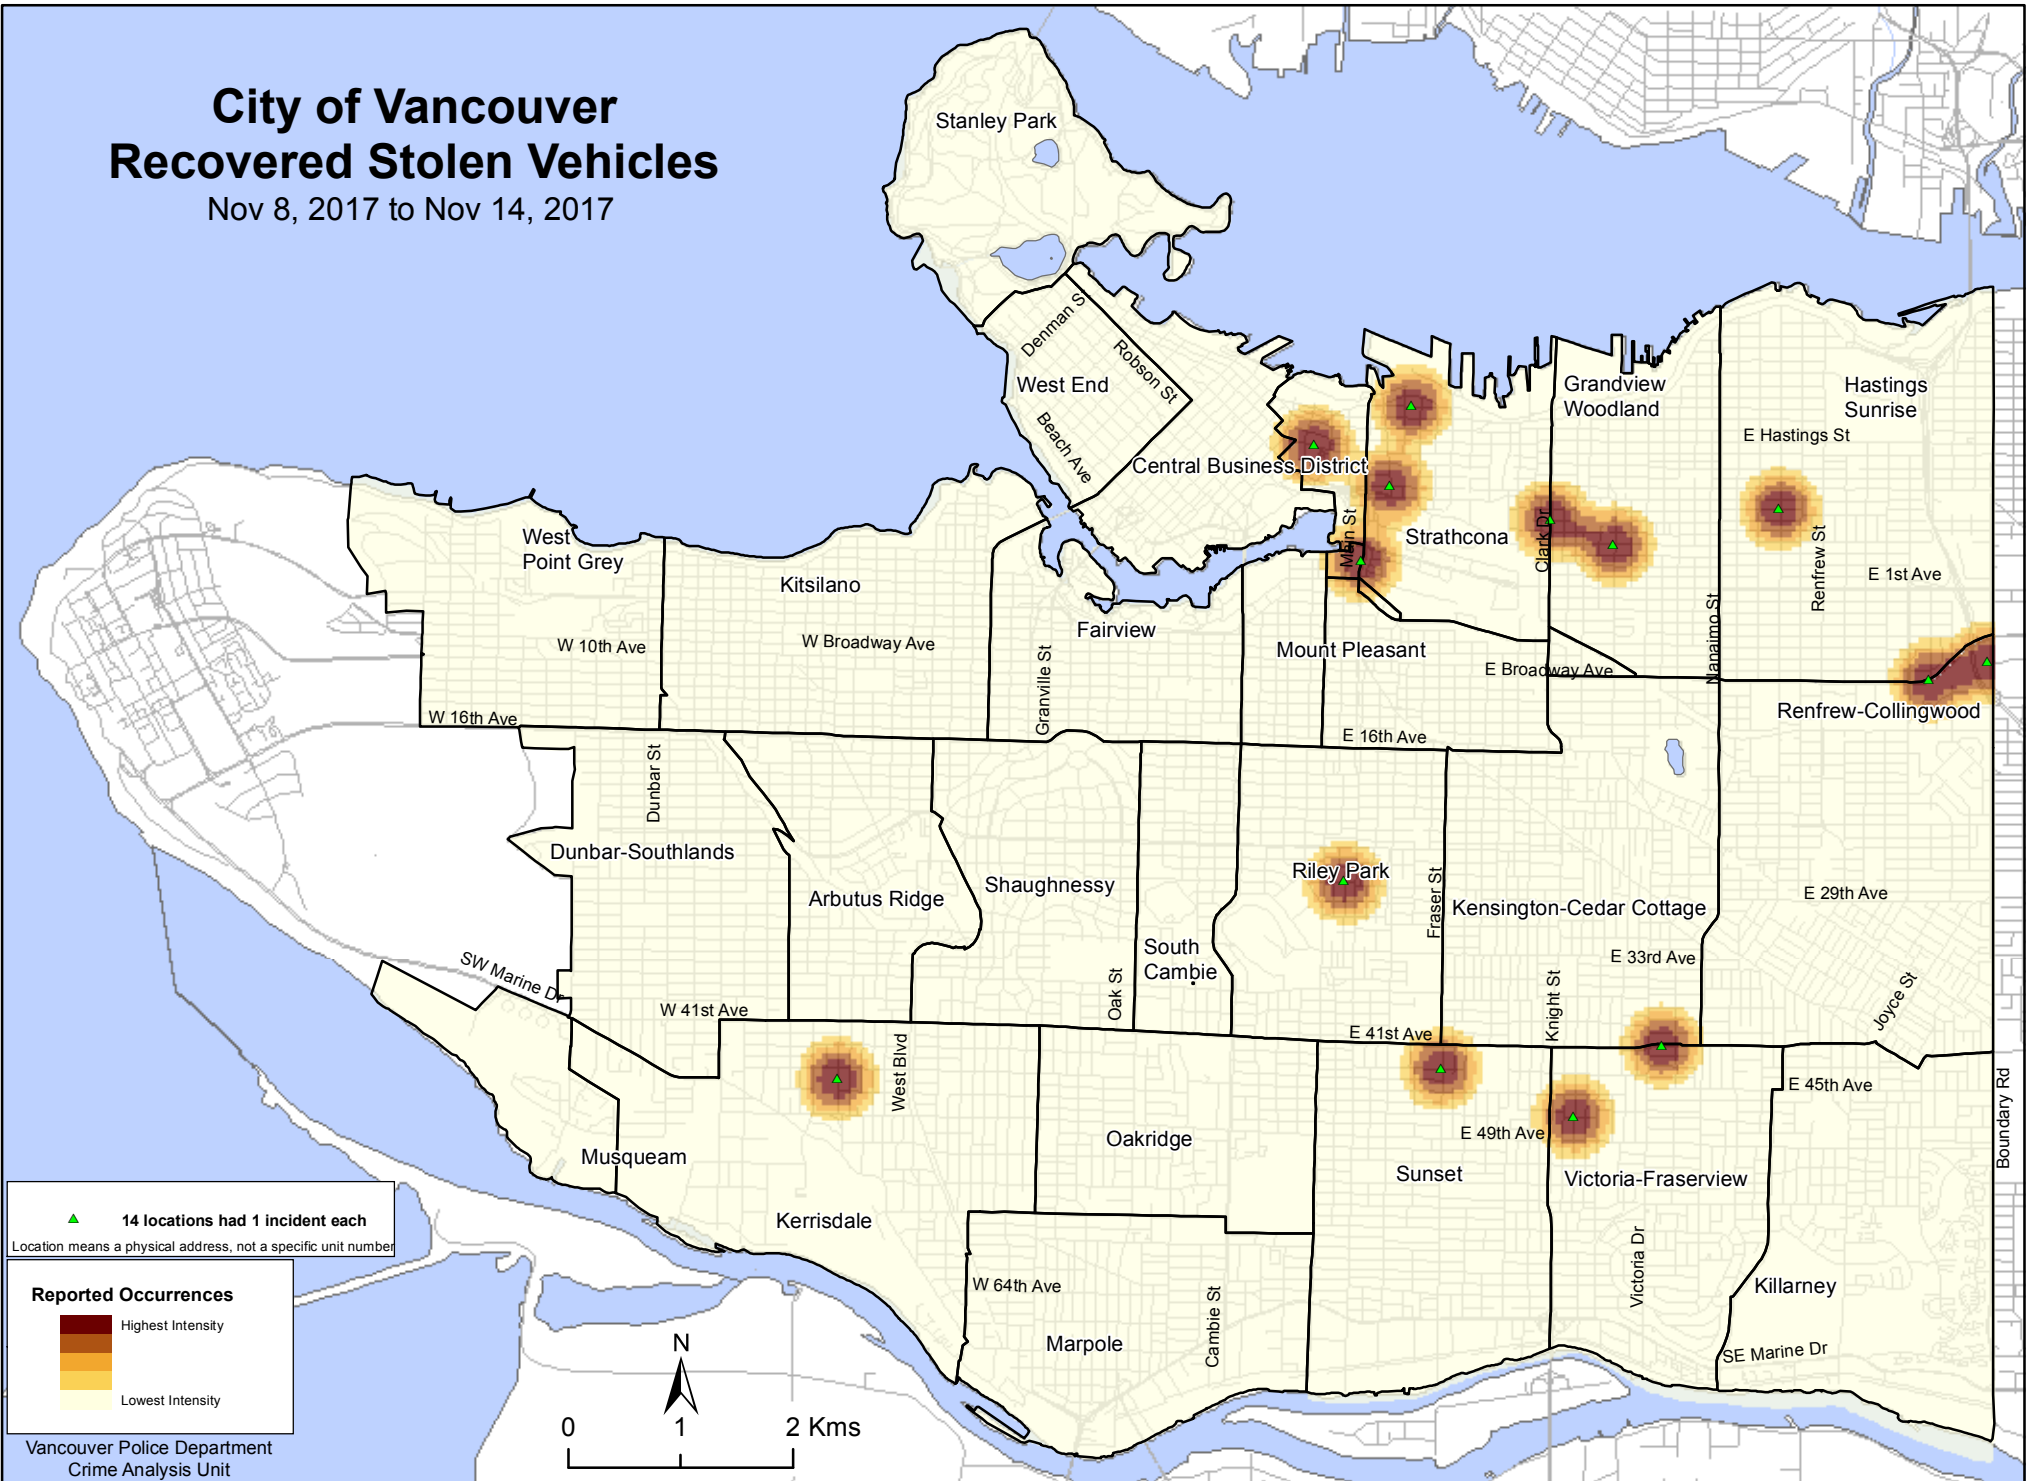 City of Vancouver
Recovered Stolen Vehicles
Nov 8, 2017 to Nov 14, 2017
Stanley Park
Denman St
Robson St
West End
Beach Ave
Central Business District
Grandview
Woodland
Hastings
Sunrise
E Hastings St
West
Point Grey
Kitsilano
Main St
Strathcona
Clark Dr
Renfrew St
E 1st Ave
Nanaimo St
W 10th Ave
W Broadway Ave
Fairview
Granville St
Mount Pleasant
E Broadway Ave
Renfrew-Collingwood
W 16th Ave
E 16th Ave
Dunbar St
Dunbar-Southlands
Arbutus Ridge
Shaughnessy
Riley Park
Fraser St
Kensington-Cedar Cottage
E 29th Ave
South
Cambie
E 33rd Ave
SW Marine Dr
W 41st Ave
Oak St
E 41st Ave
Knight St
Joyce St
West Blvd
E 45th Ave
Boundary Rd
Oakridge
E 49th Ave
Musqueam
Sunset
Victoria-Fraserview
Kerrisdale
W 64th Ave
Cambie St
Victoria Dr
Killarney
Marpole
SE Marine Dr
14 locations had 1 incident each
Location means a physical address, not a specific unit number
Reported Occurrences
Highest Intensity
Lowest Intensity
Vancouver Police Department
Crime Analysis Unit
N
0 1 2 Kms